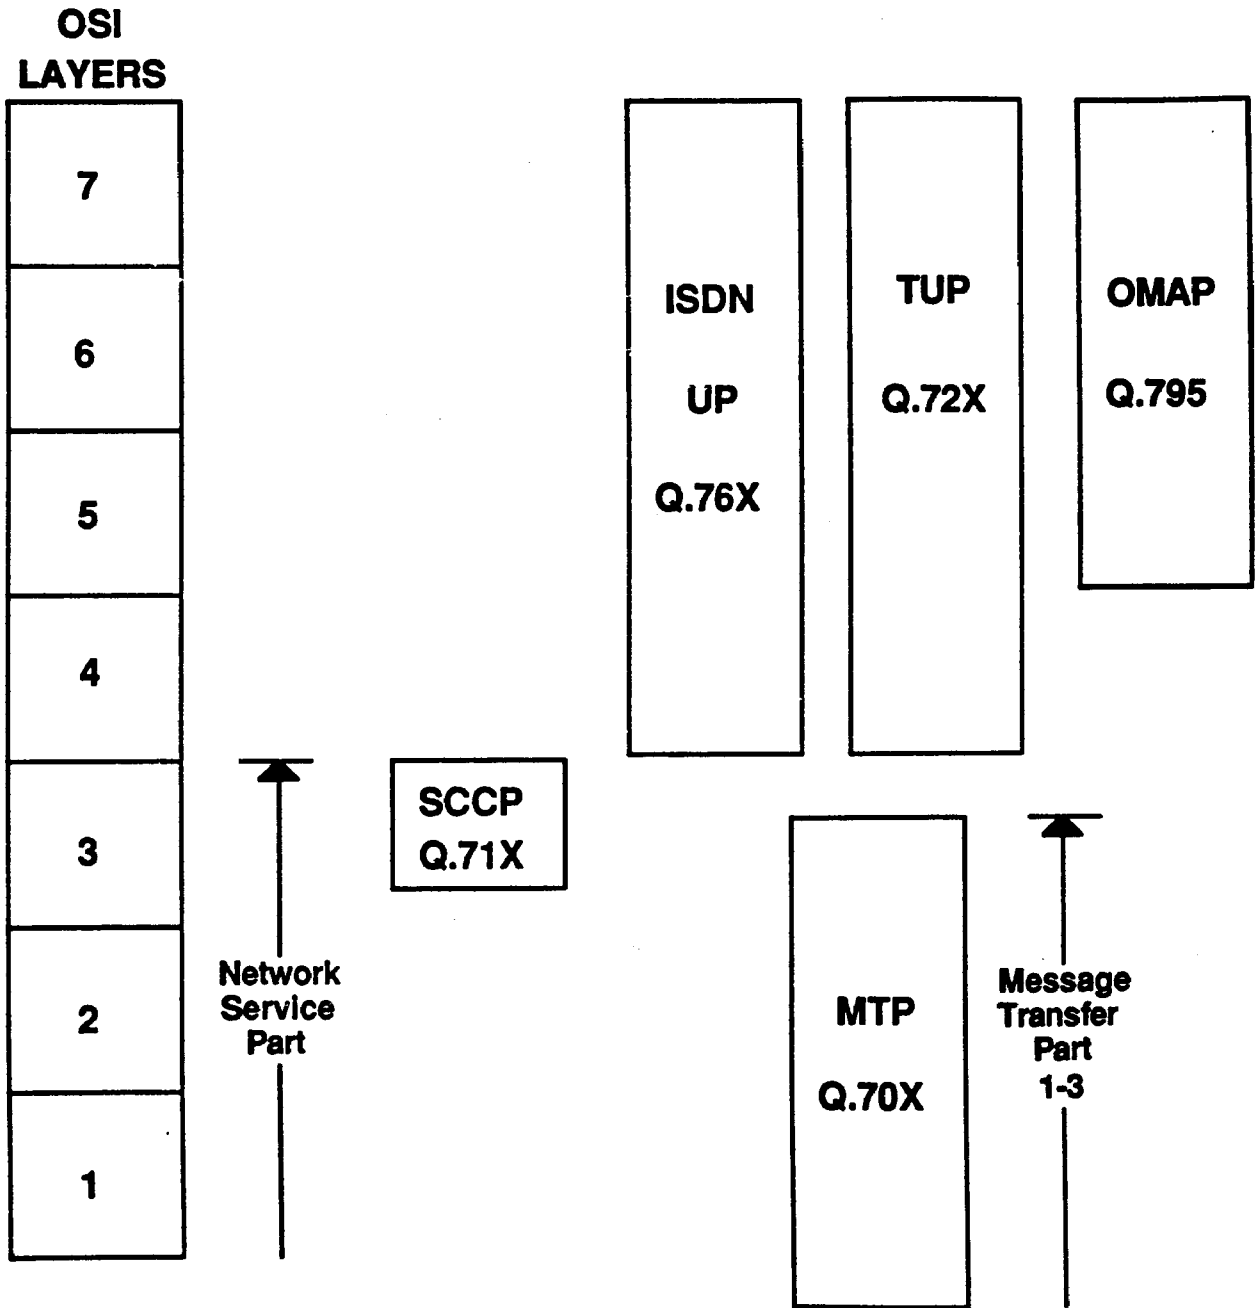 OSI
LAYERS
7
6
5
4
3
2
1
Network
Service
Part
SCCP
Q.71X
ISDN
UP
Q.76X
TUP
Q.72X
OMAP
Q.795
MTP
Q.70X
Message
Transfer
Part
1-3